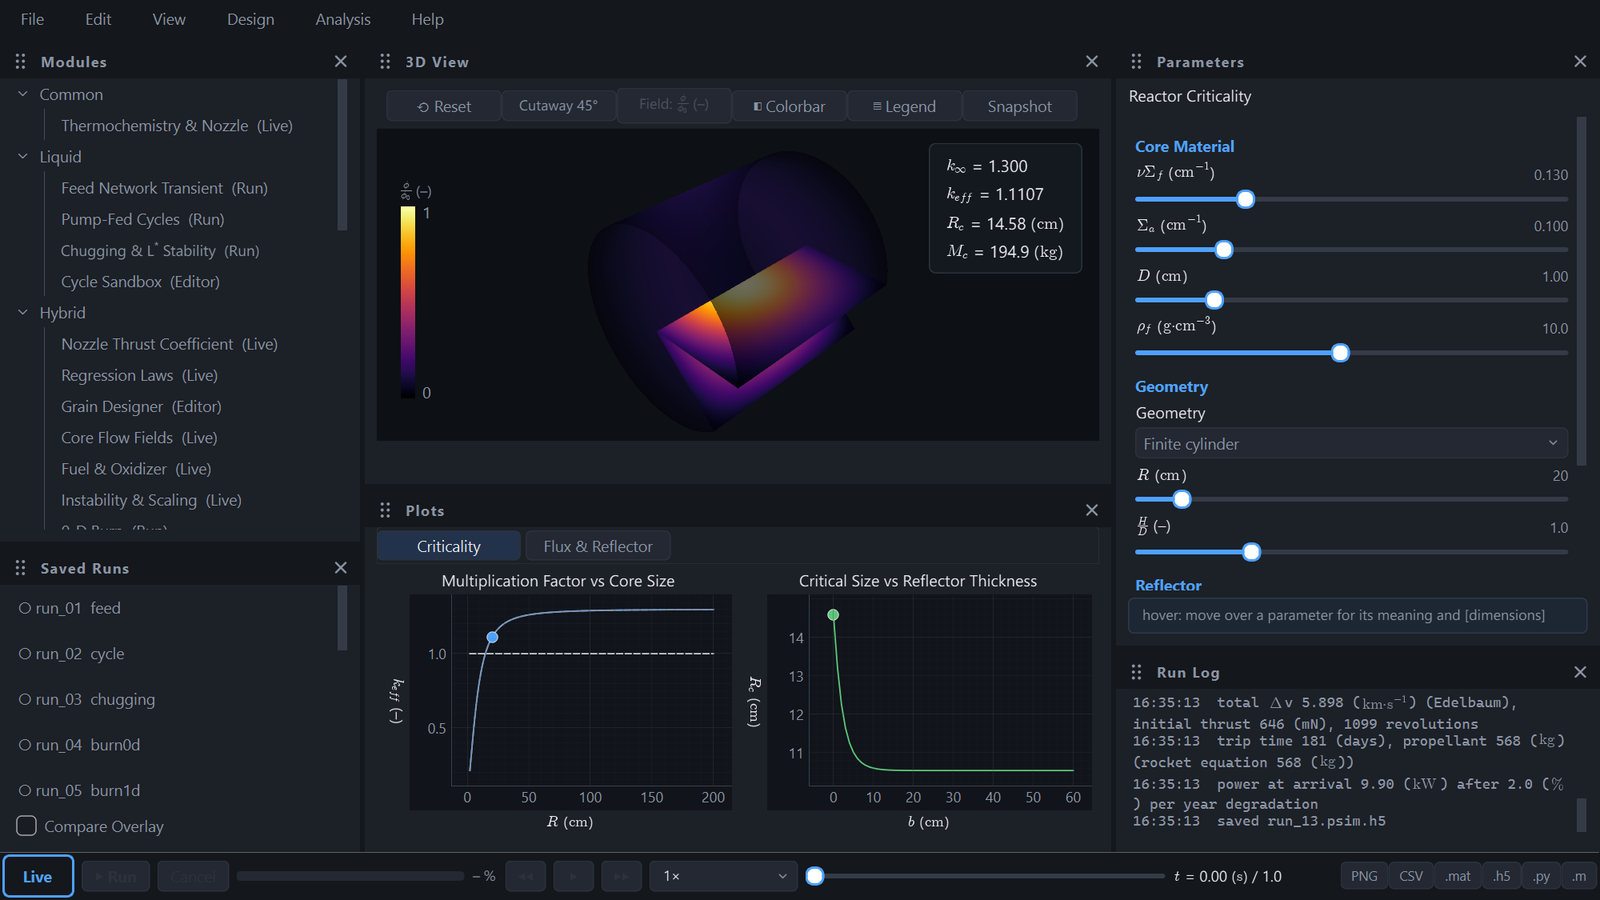 File Edit View Design Analysis Help
Modules
Common
Thermochemistry & Nozzle (Live)
Liquid
Feed Network Transient (Run)
Pump-Fed Cycles (Run)
Chugging & L* Stability (Run)
Cycle Sandbox (Editor)
Hybrid
Nozzle Thrust Coefficient (Live)
Regression Laws (Live)
Grain Designer (Editor)
Core Flow Fields (Live)
Fuel & Oxidizer (Live)
Instability & Scaling (Live)
0-D Burn (Run)
Saved Runs
run_01 feed
run_02 cycle
run_03 chugging
run_04 burn0d
run_05 burn1d
Compare Overlay
3D View
Reset Cutaway 45° Field: ϕ/ϕ₀ (–) Colorbar Legend Snapshot
ϕ/ϕ₀ (–)
1
0
k∞ = 1.300
keff = 1.1107
Rc = 14.58 (cm)
Mc = 194.9 (kg)
Plots
Criticality Flux & Reflector
Multiplication Factor vs Core Size
keff (–)
1.0
0.5
0 50 100 150 200
R (cm)
Critical Size vs Reflector Thickness
Rc (cm)
14
13
12
11
0 10 20 30 40 50 60
b (cm)
Parameters
Reactor Criticality
Core Material
νΣf (cm⁻¹) 0.130
Σa (cm⁻¹) 0.100
D (cm) 1.00
ρf (g·cm⁻³) 10.0
Geometry
Geometry
Finite cylinder
R (cm) 20
H/D (–) 1.0
Reflector
hover: move over a parameter for its meaning and [dimensions]
Run Log
16:35:13 total Δv 5.898 (km·s⁻¹) (Edelbaum),
initial thrust 646 (mN), 1099 revolutions
16:35:13 trip time 181 (days), propellant 568 (kg)
(rocket equation 568 (kg))
16:35:13 power at arrival 9.90 (kW) after 2.0 (%
) per year degradation
16:35:13 saved run_13.psim.h5
Live Run Cancel – % 1× t = 0.00 (s) / 1.0 PNG CSV .mat .h5 .py .m